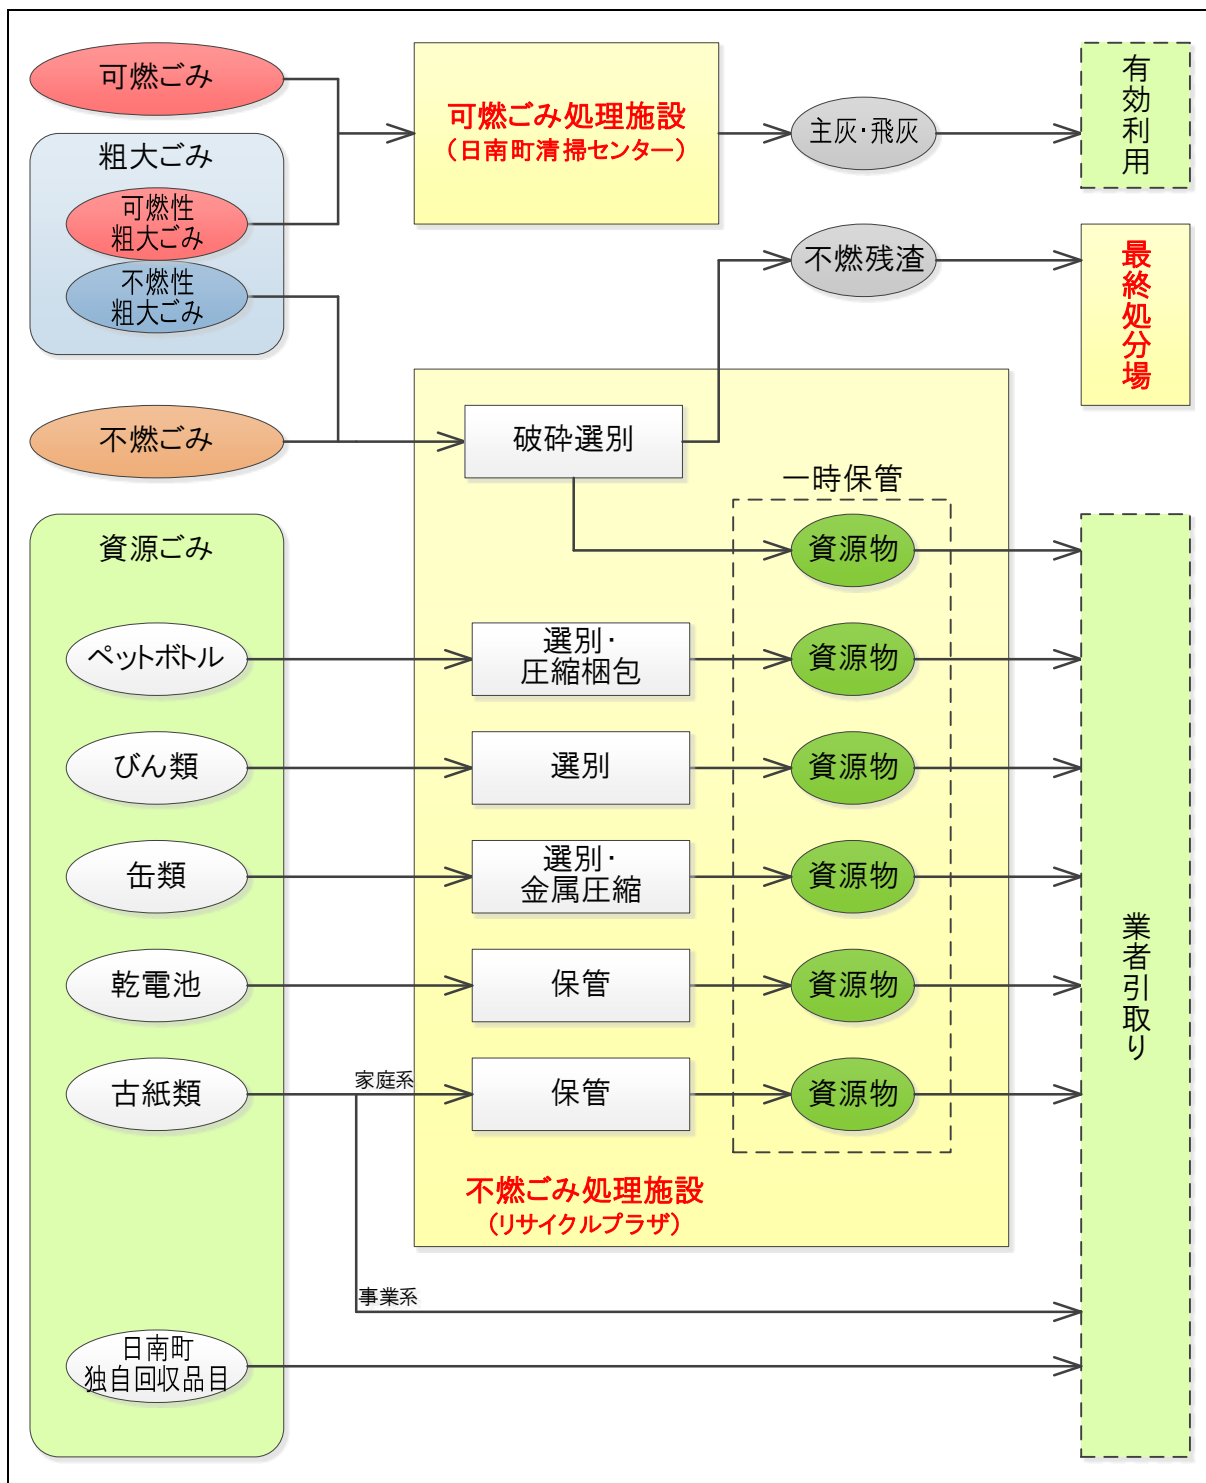 可燃ごみ
粗大ごみ
可燃性
粗大ごみ
不燃性
粗大ごみ
可燃ごみ処理施設
（日南町清掃センター）
主灰・飛灰
有効利用
不燃残渣
最終処分場
不燃ごみ
破砕選別
一時保管
資源物
資源ごみ
ペットボトル
選別・
圧縮梱包
資源物
びん類
選別
資源物
缶類
選別・
金属圧縮
資源物
乾電池
保管
資源物
古紙類
家庭系
保管
資源物
業者引取り
不燃ごみ処理施設
（リサイクルプラザ）
事業系
日南町
独自回収品目